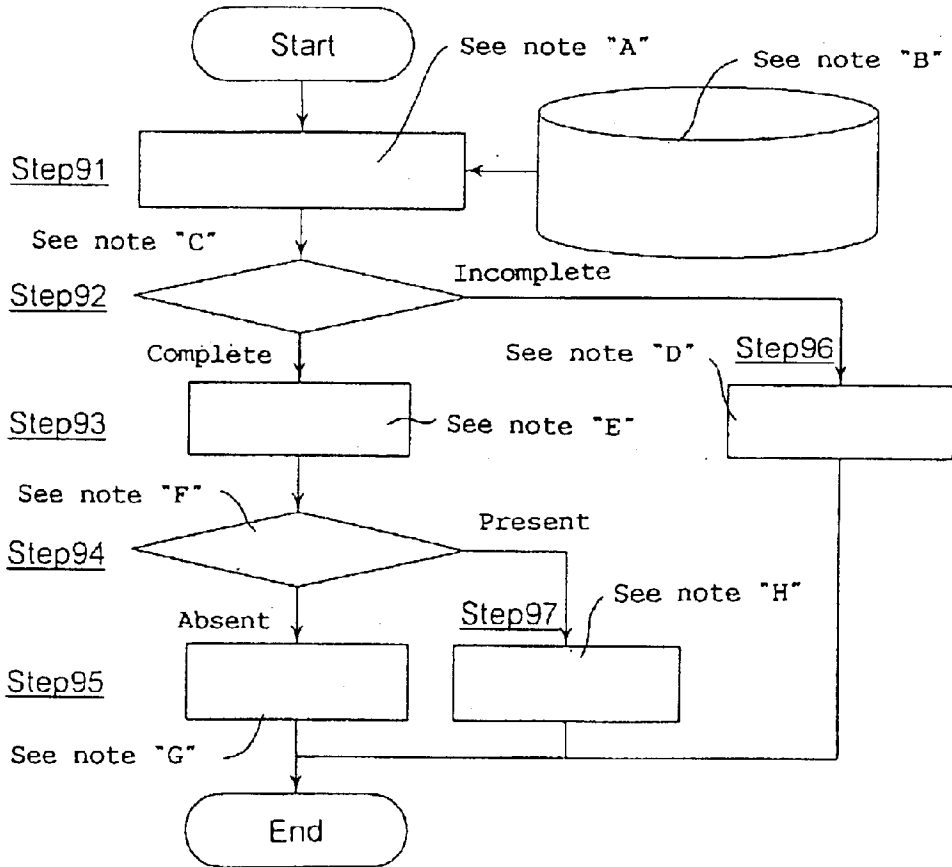 Start
See note "A"
See note "B"
Step91
See note "C"
Incomplete
Step92
Complete
See note "D"
Step96
Step93
See note "E"
See note "F"
Present
Step94
See note "H"
Absent
Step97
Step95
See note "G"
End